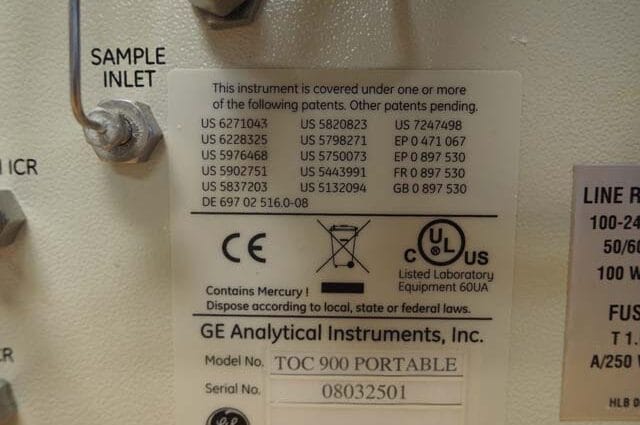 SAMPLE
INLET
ICR
CR
This instrument is covered under one or more
of the following patents. Other patents pending.
US 6271043 US 5820823 US 7247498
US 6228325 US 5798271 EP 0 471 067
US 5976468 US 5750073 EP 0 897 530
US 5902751 US 5443991 FR 0 897 530
US 5837203 US 5132094 GB 0 897 530
DE 697 02 516.0-08
CE
C UL US
Listed Laboratory
Equipment 60UA
Contains Mercury !
Dispose according to local, state or federal laws.
GE Analytical Instruments, Inc.
Model No. TOC 900 PORTABLE
Serial No. 08032501
LINE R
100-24
50/60
100 W
FUS
T 1.
A/250
HLB